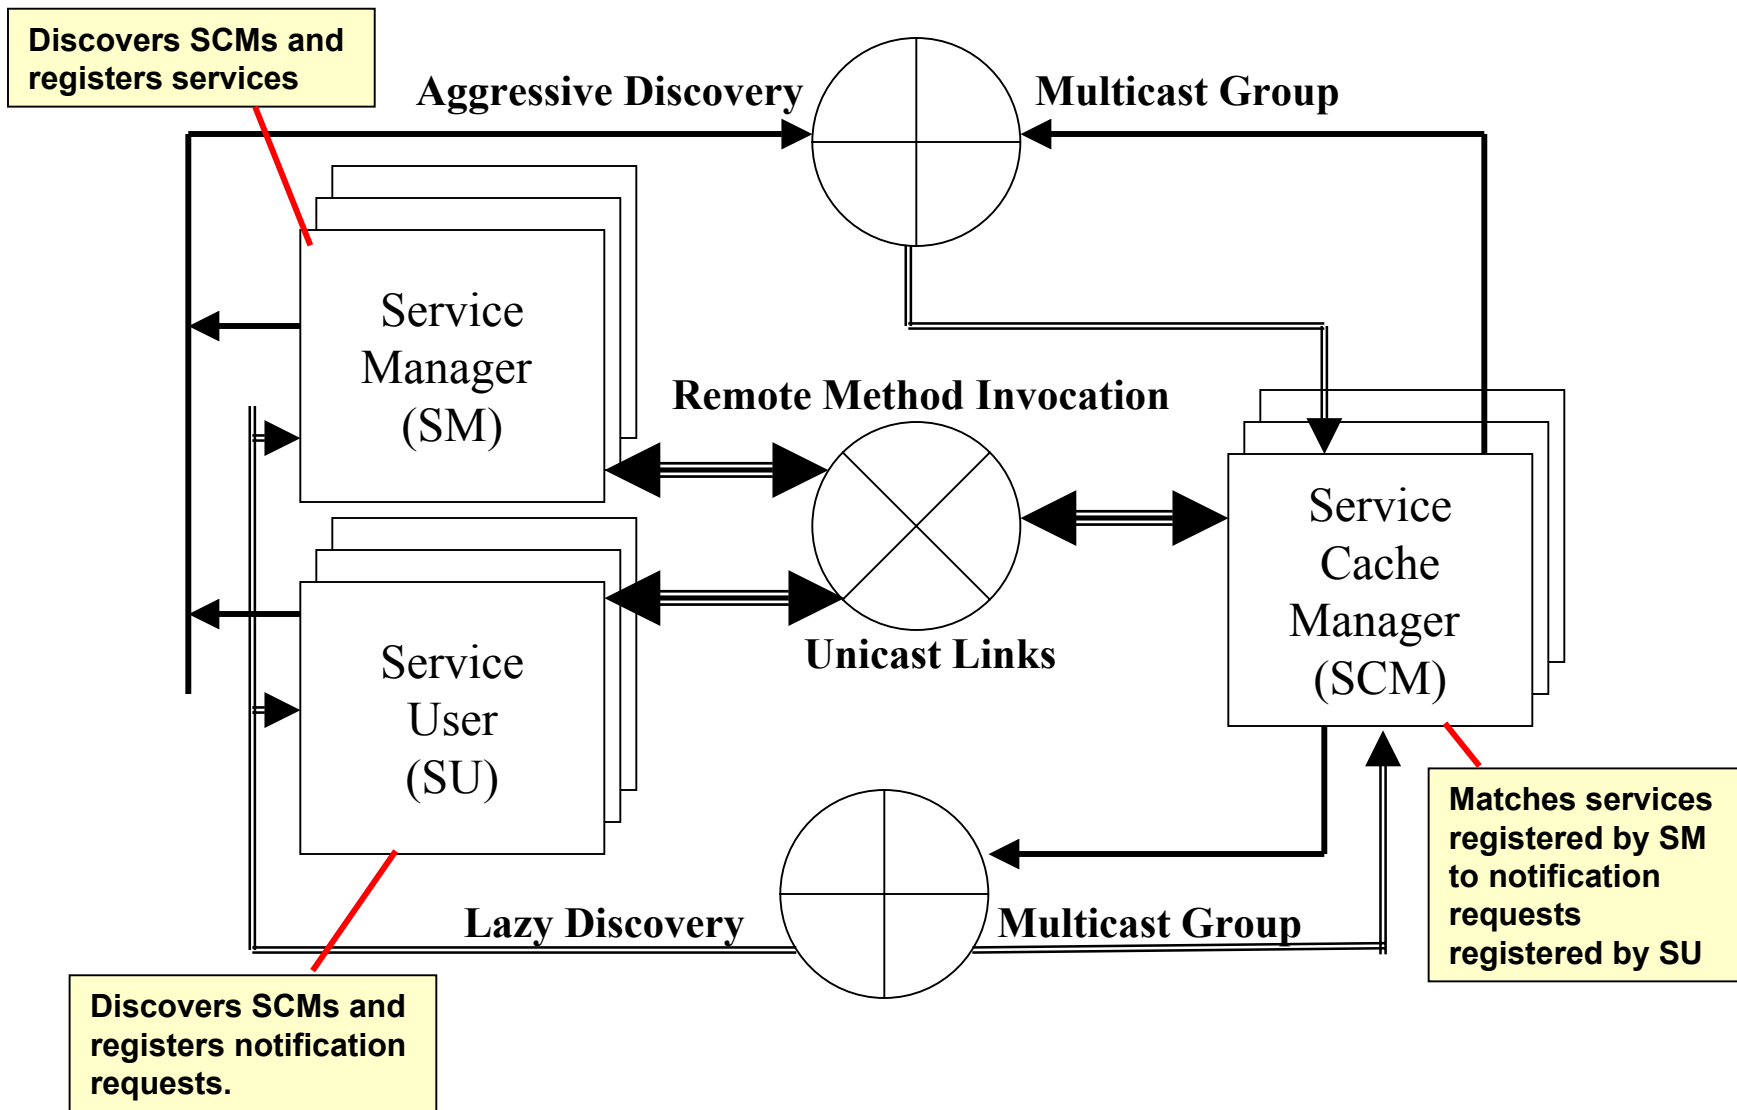 Discovers SCMs and
registers services
Aggressive Discovery
Multicast Group
Service
Manager
(SM)
Remote Method Invocation
Service
Cache
Manager
(SCM)
Service
User
(SU)
Unicast Links
Lazy Discovery
Multicast Group
Matches services
registered by SM
to notification
requests
registered by SU
Discovers SCMs and
registers notification
requests.